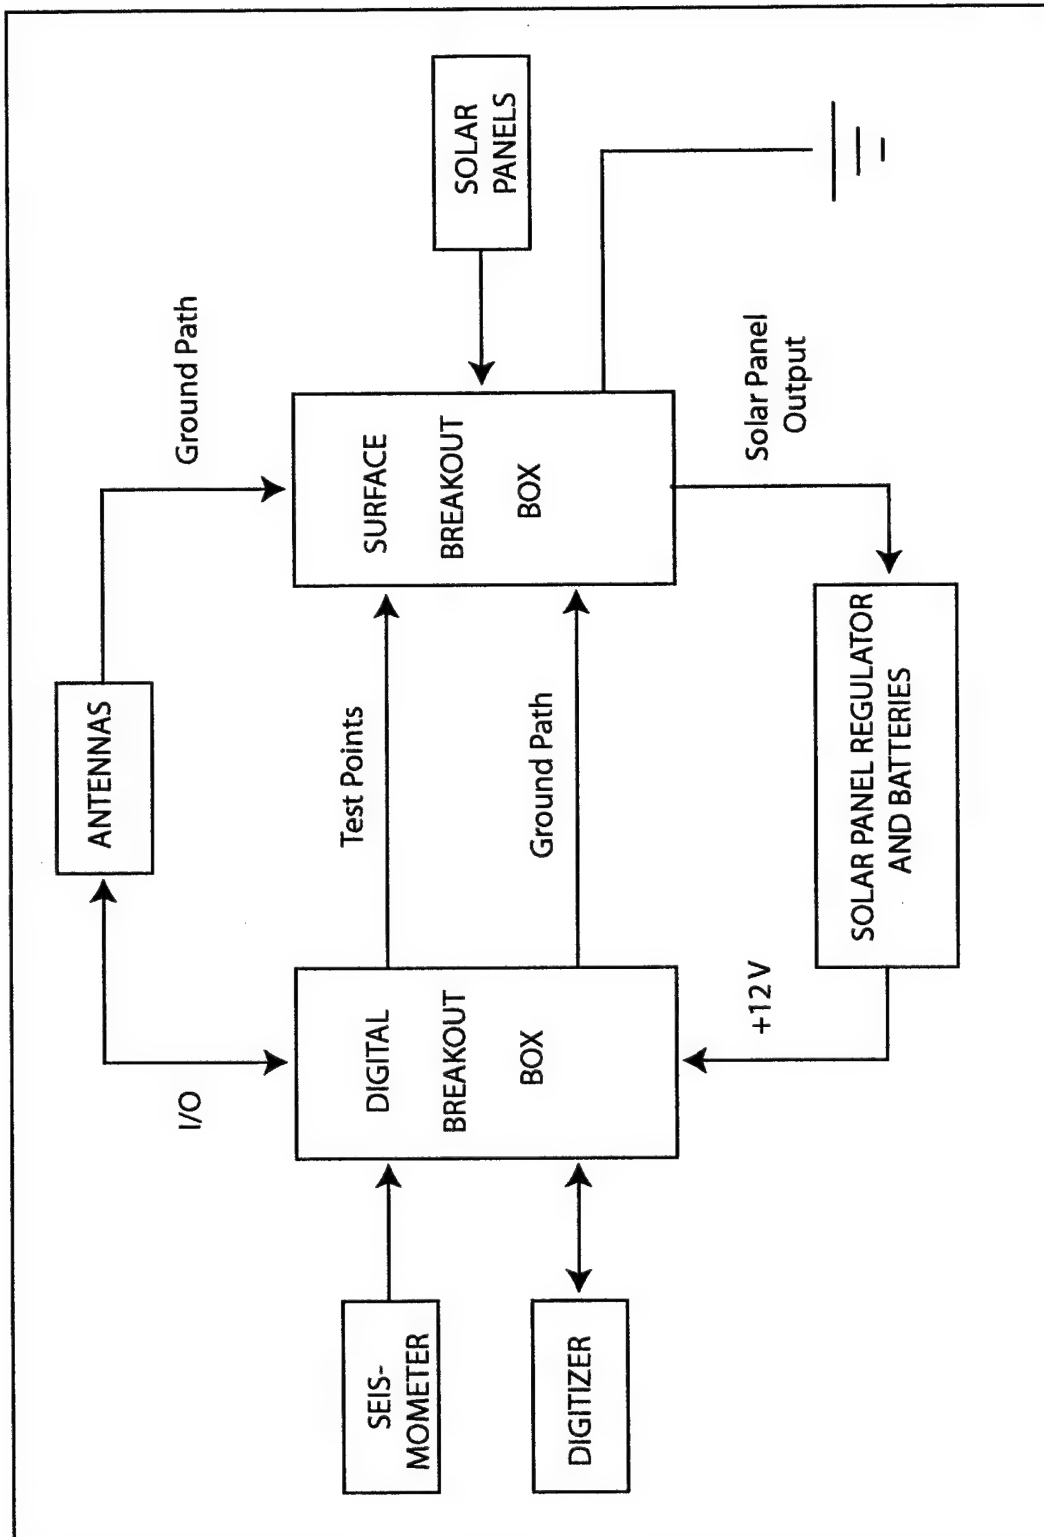 SEIS-
MOMETER
DIGITIZER
I/O
DIGITAL
BREAKOUT
BOX
+12 V
ANTENNAS
Test Points
Ground Path
SOLAR PANEL REGULATOR
AND BATTERIES
Ground Path
SURFACE
BREAKOUT
BOX
Solar Panel
Output
SOLAR
PANELS